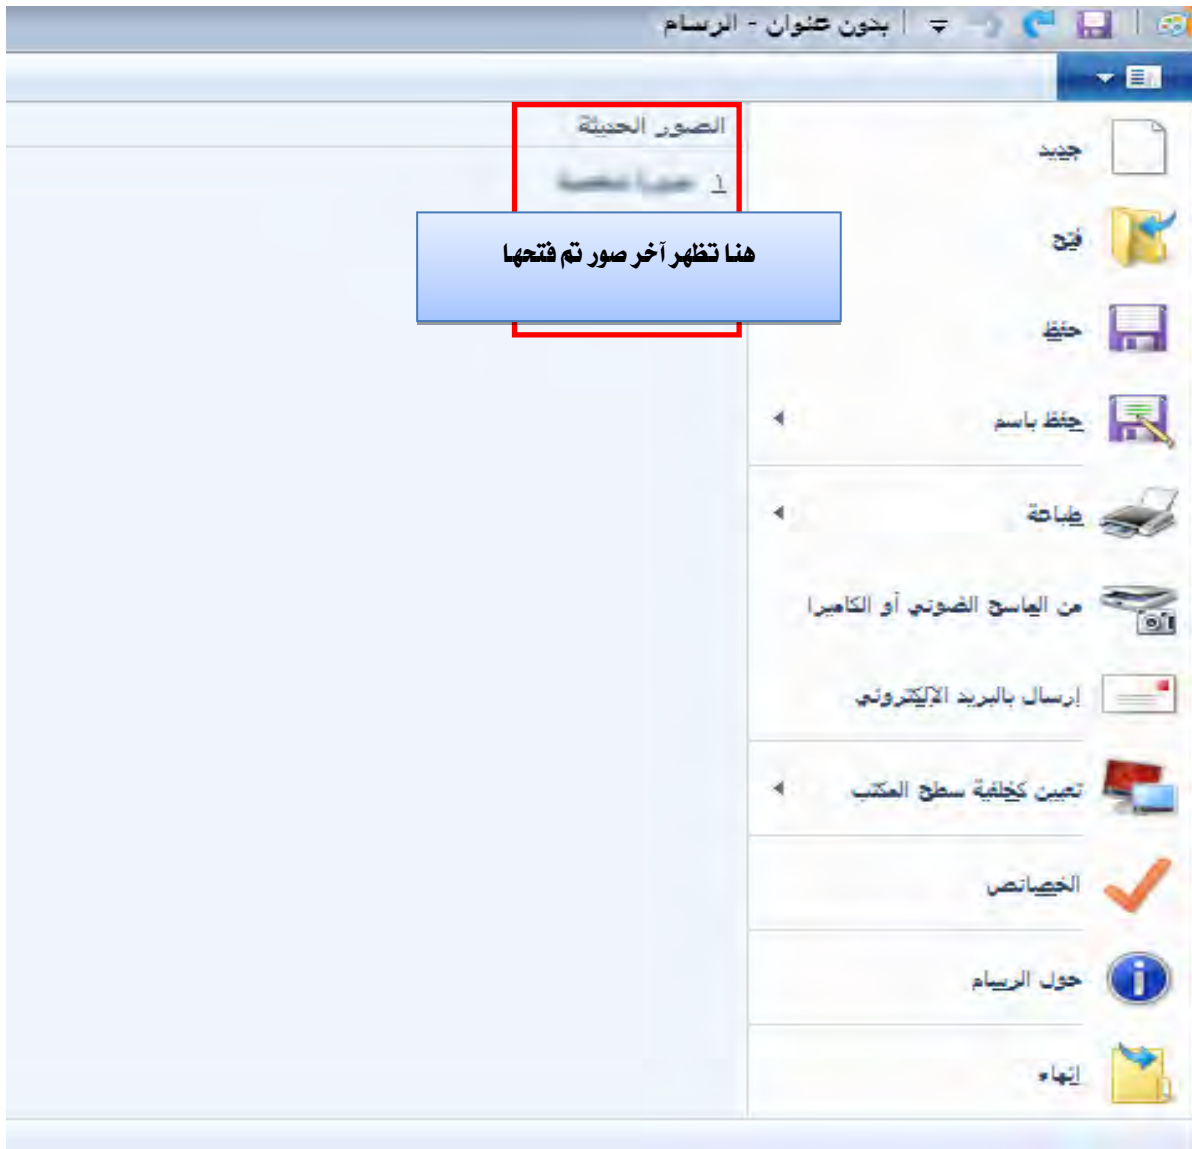 بدون عنوان - الرسام
جديد
فتح
حفظ
حفظ باسم
طباعة
من الماسح الضوئي أو الكاميرا
إرسال بالبريد الإلكتروني
تعيين كخلفية سطح المكتب
الخصائص
حول الرسام
إنهاء
الصور الحديثة
١
هنا تظهر آخر صور تم فتحها